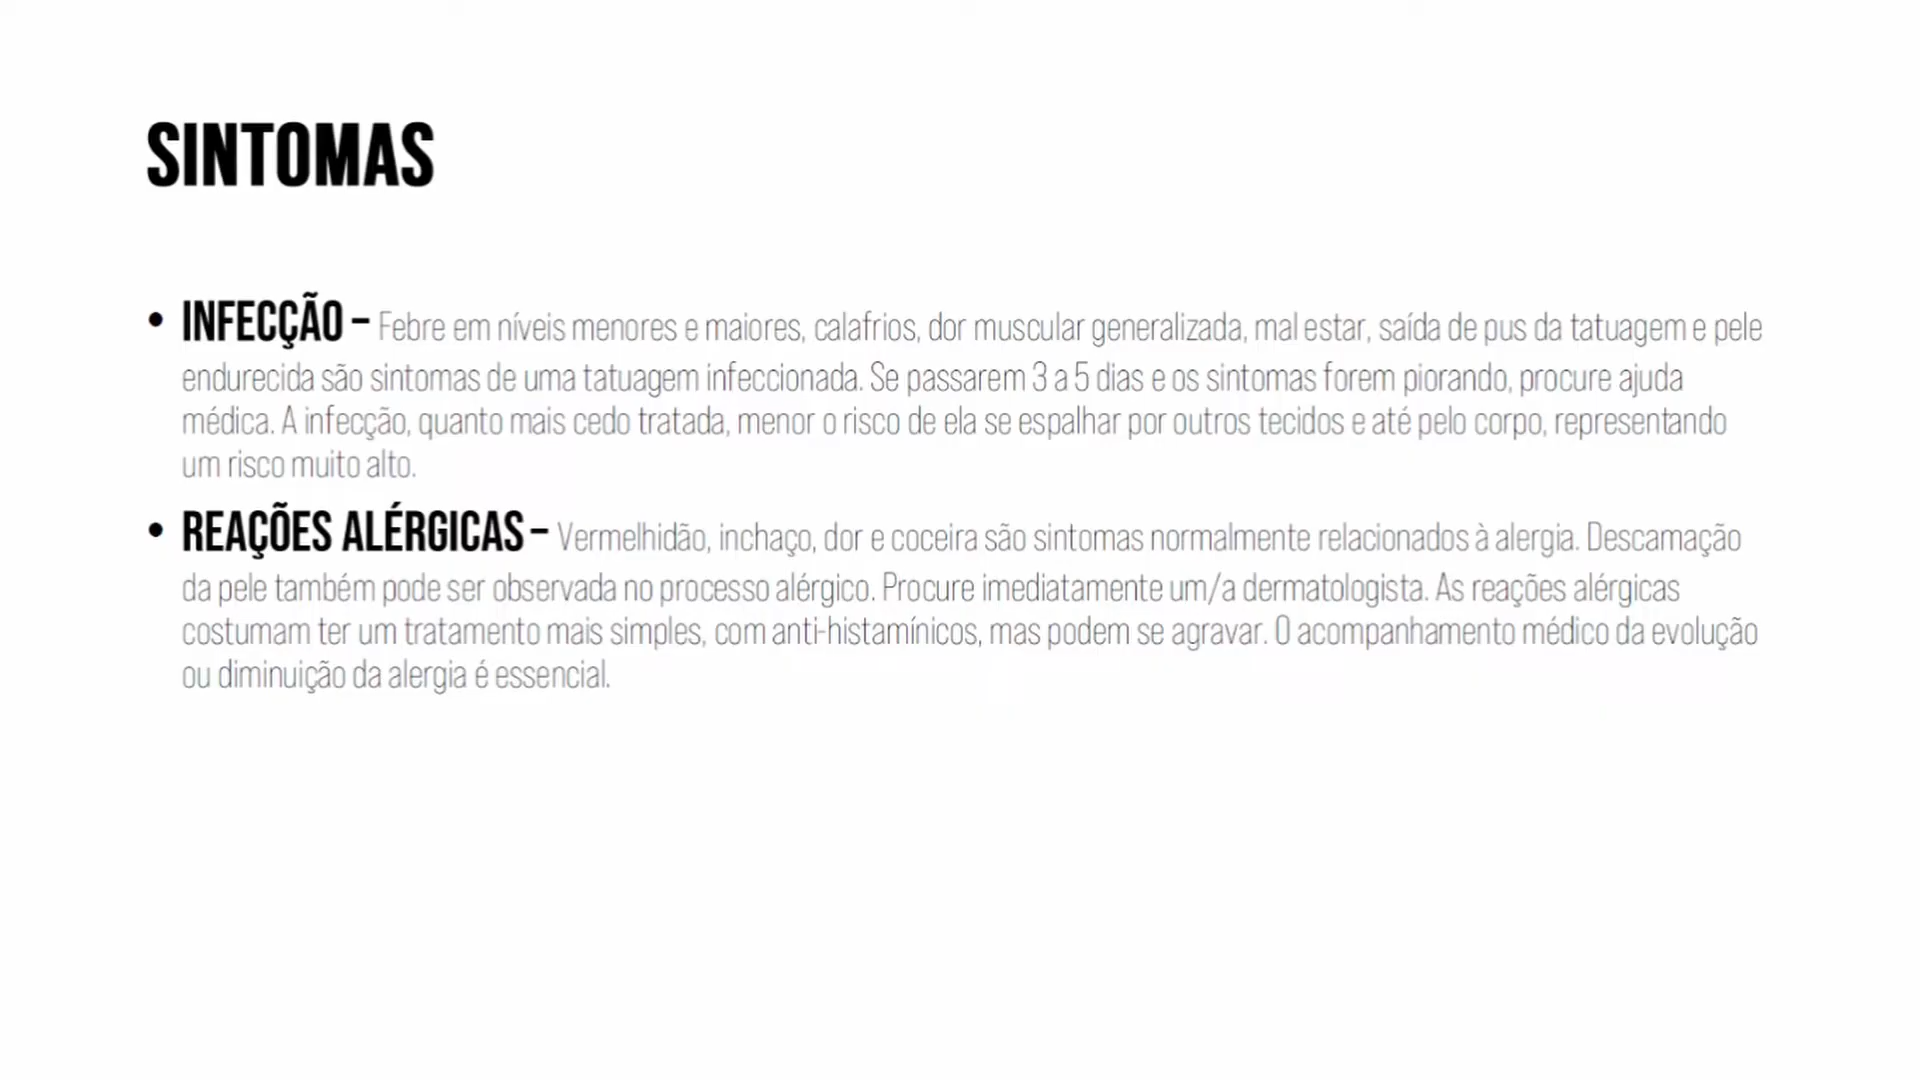 SINTOMAS
• INFECÇÃO – Febre em níveis menores e maiores, calafrios, dor muscular generalizada, mal estar, saída de pus da tatuagem e pele
endurecida são sintomas de uma tatuagem infeccionada. Se passarem 3 a 5 dias e os sintomas forem piorando, procure ajuda
médica. A infecção, quanto mais cedo tratada, menor o risco de ela se espalhar por outros tecidos e até pelo corpo, representando
um risco muito alto.
• REAÇÕES ALÉRGICAS – Vermelhidão, inchaço, dor e coceira são sintomas normalmente relacionados à alergia. Descamação
da pele também pode ser observada no processo alérgico. Procure imediatamente um/a dermatologista. As reações alérgicas
costumam ter um tratamento mais simples, com anti-histamínicos, mas podem se agravar. O acompanhamento médico da evolução
ou diminuição da alergia é essencial.